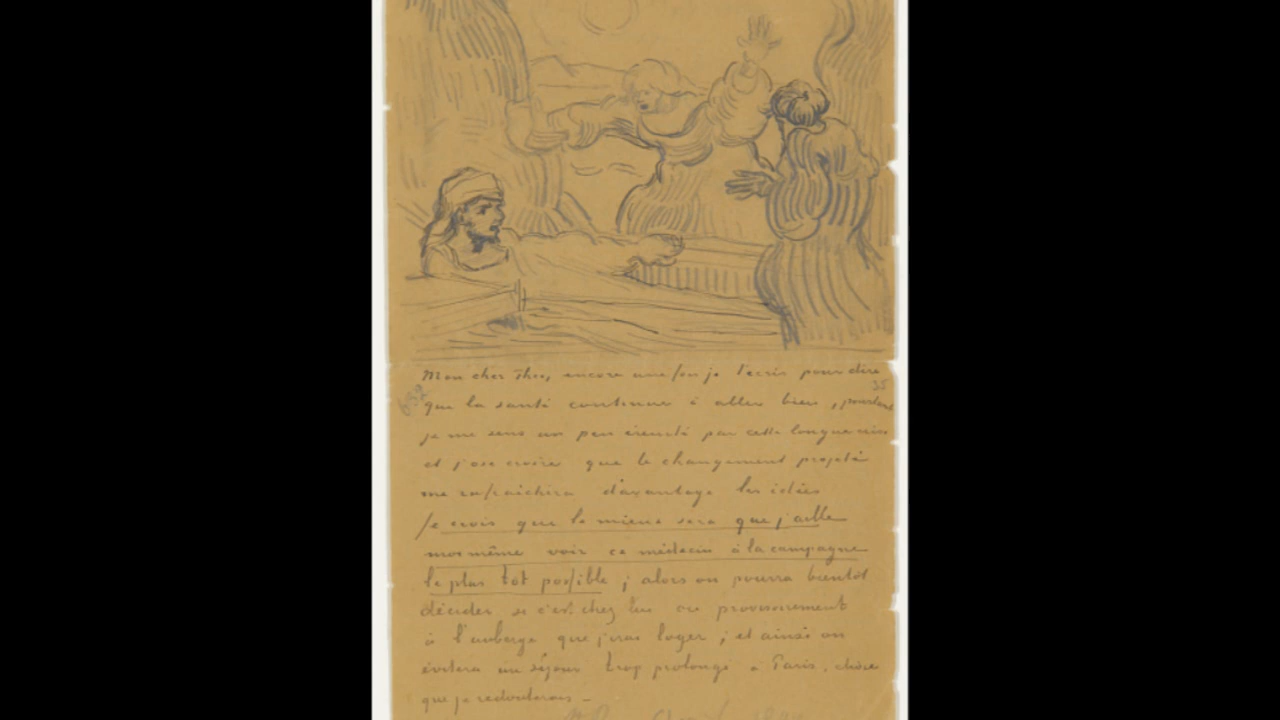 Mon cher Theo, encore une fois je t'ecris pour dire
35
652
que la santé continue à aller bien, pourtant
je me sens un peu éreinté par cette longue crise
et j'ose croire que le changement projeté
me rafraichira davantage les idées
Je crois que le mieux sera que j'aille
moi même voir ce médecin à la campagne
le plus tôt possible ; alors on pourra bientôt
décider si c'est chez lui ou provisoirement
à l'auberge que j'irai loger ; et ainsi on
évitera un séjour trop prolongé à Paris, chose
que je redouterais –